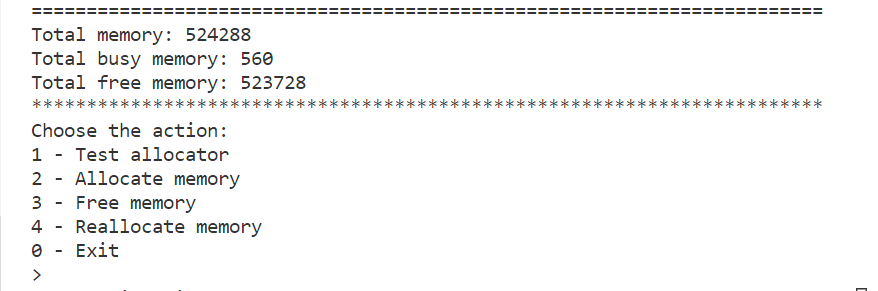 ========================================================================
Total memory: 524288
Total busy memory: 560
Total free memory: 523728
************************************************************************
Choose the action:
1 - Test allocator
2 - Allocate memory
3 - Free memory
4 - Reallocate memory
0 - Exit
>